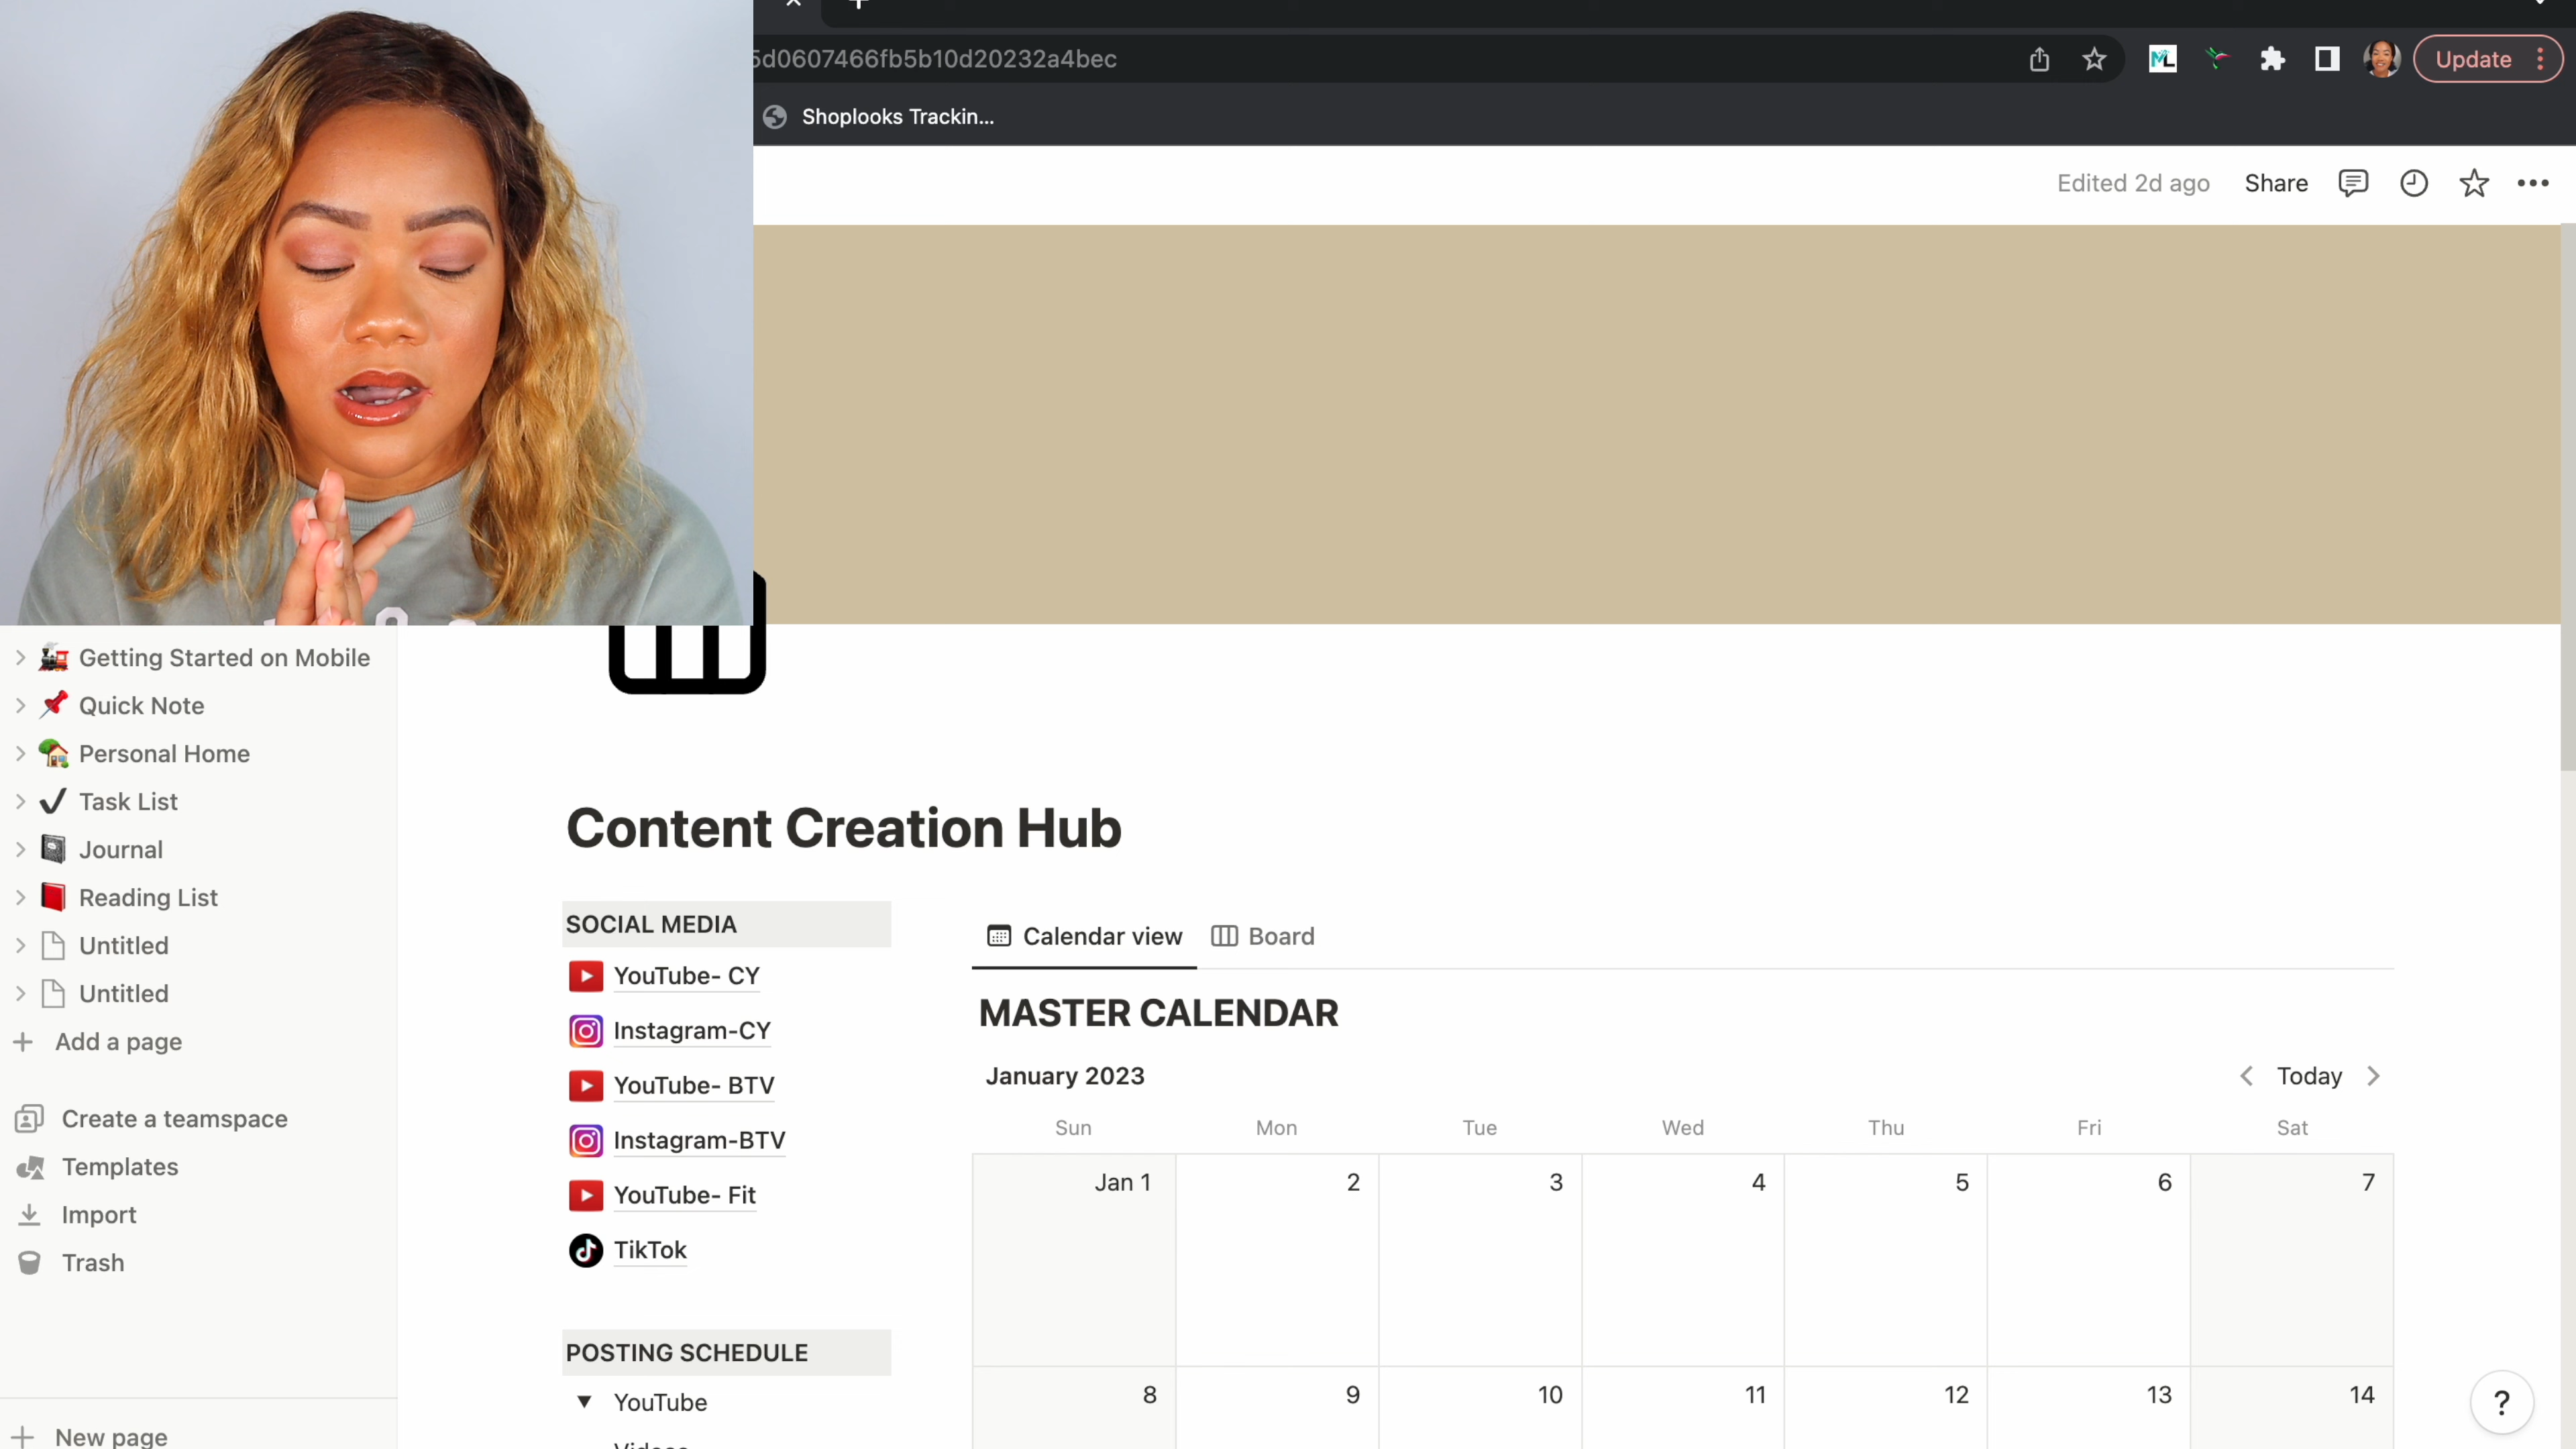 5d0607466fb5b10d20232a4bec
Update
Shoplooks Trackin...
Edited 2d ago
Share
Getting Started on Mobile
Quick Note
Personal Home
Task List
Journal
Reading List
Untitled
Untitled
Add a page
Create a teamspace
Templates
Import
Trash
New page
Content Creation Hub
SOCIAL MEDIA
YouTube- CY
Instagram-CY
YouTube- BTV
Instagram-BTV
YouTube- Fit
TikTok
POSTING SCHEDULE
YouTube
Videos
Calendar view
Board
MASTER CALENDAR
January 2023
Today
Sun Mon Tue Wed Thu Fri Sat
Jan 1 2 3 4 5 6 7
8 9 10 11 12 13 14
?